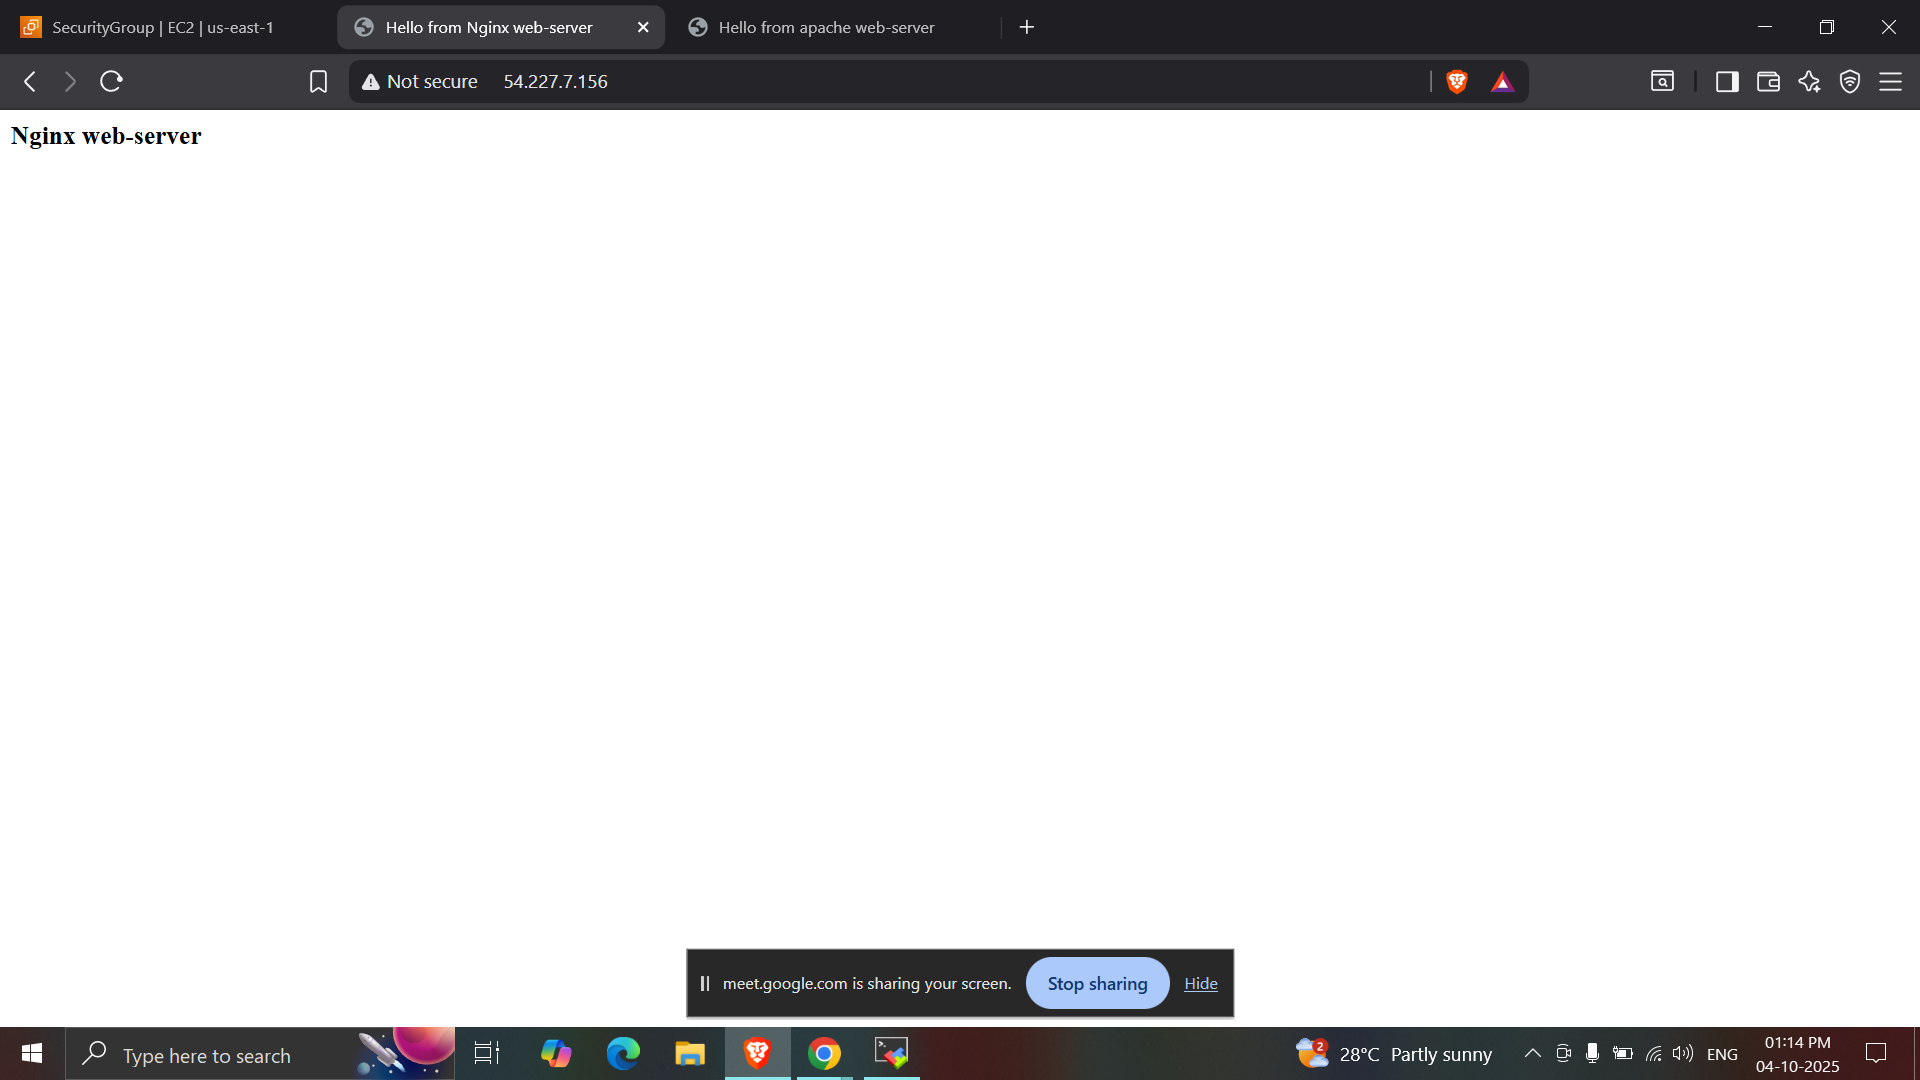 SecurityGroup | EC2 | us-east-1
Hello from Nginx web-server
Hello from apache web-server
Not secure 54.227.7.156
Nginx web-server
meet.google.com is sharing your screen. Stop sharing Hide
Type here to search
2
28°C Partly sunny
ENG
01:14 PM
04-10-2025